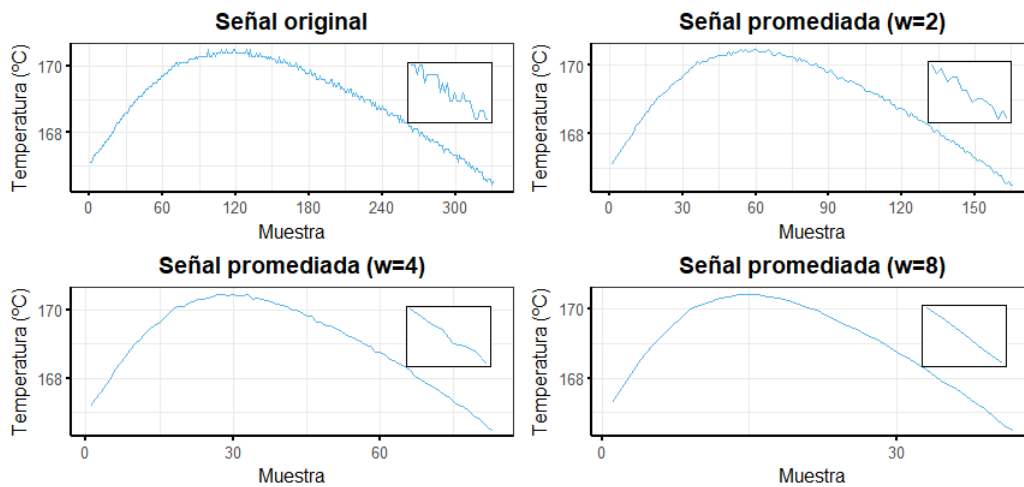 Señal original
Temperatura (ºC)
170
168
0 60 120 180 240 300
Muestra
Señal promediada (w=2)
Temperatura (ºC)
170
168
0 30 60 90 120 150
Muestra
Señal promediada (w=4)
Temperatura (ºC)
170
168
0 30 60
Muestra
Señal promediada (w=8)
Temperatura (ºC)
170
168
0 30
Muestra